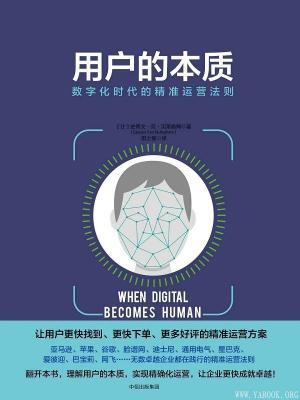 用户的本质
数字化时代的精准运营法则
WHEN DIGITAL
BECOMES HUMAN
让用户更快找到、更快下单、更多好评的精准运营方案
亚马逊、苹果、谷歌、脸谱网、迪士尼、通用电气、星巴克、
爱彼迎、巴宝莉、网飞……无数卓越企业都在践行的精准运营法则
翻开本书，理解用户的本质，实现精确化运营，让企业更快成就卓越！
中信出版集团
WWW.YABOOK.ORG